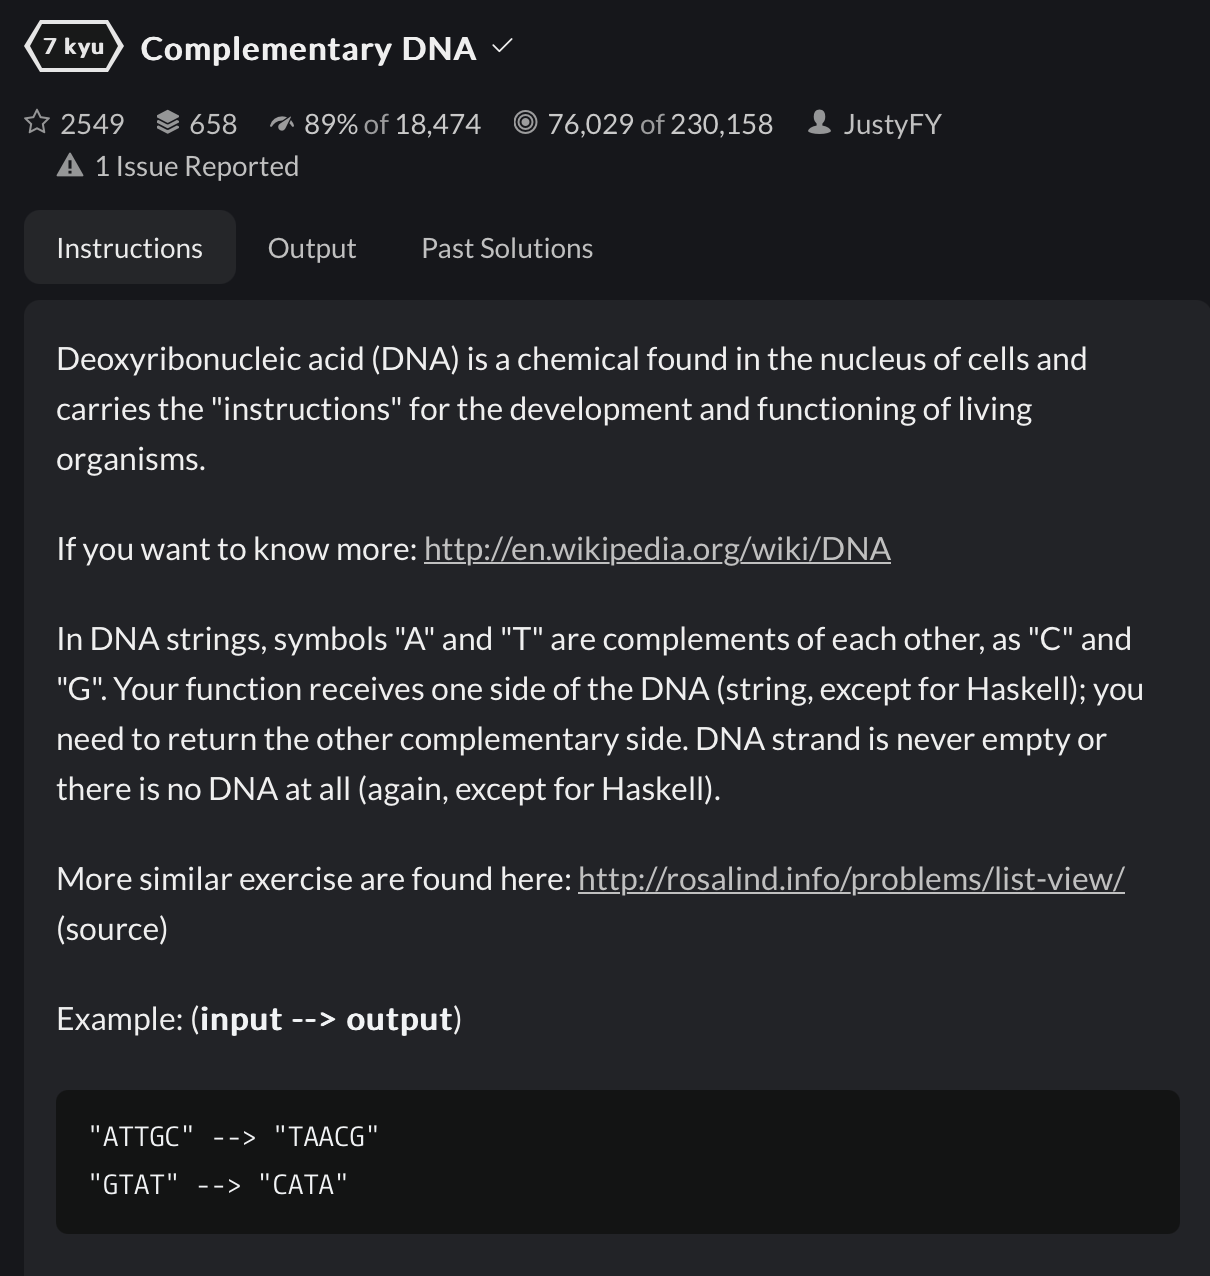 7 kyu Complementary DNA
2549 658 89% of 18,474 76,029 of 230,158 JustyFY
1 Issue Reported
Instructions Output Past Solutions
Deoxyribonucleic acid (DNA) is a chemical found in the nucleus of cells and
carries the "instructions" for the development and functioning of living
organisms.
If you want to know more: http://en.wikipedia.org/wiki/DNA
In DNA strings, symbols "A" and "T" are complements of each other, as "C" and
"G". Your function receives one side of the DNA (string, except for Haskell); you
need to return the other complementary side. DNA strand is never empty or
there is no DNA at all (again, except for Haskell).
More similar exercise are found here: http://rosalind.info/problems/list-view/
(source)
Example: (input --> output)
"ATTGC" --> "TAACG"
"GTAT" --> "CATA"